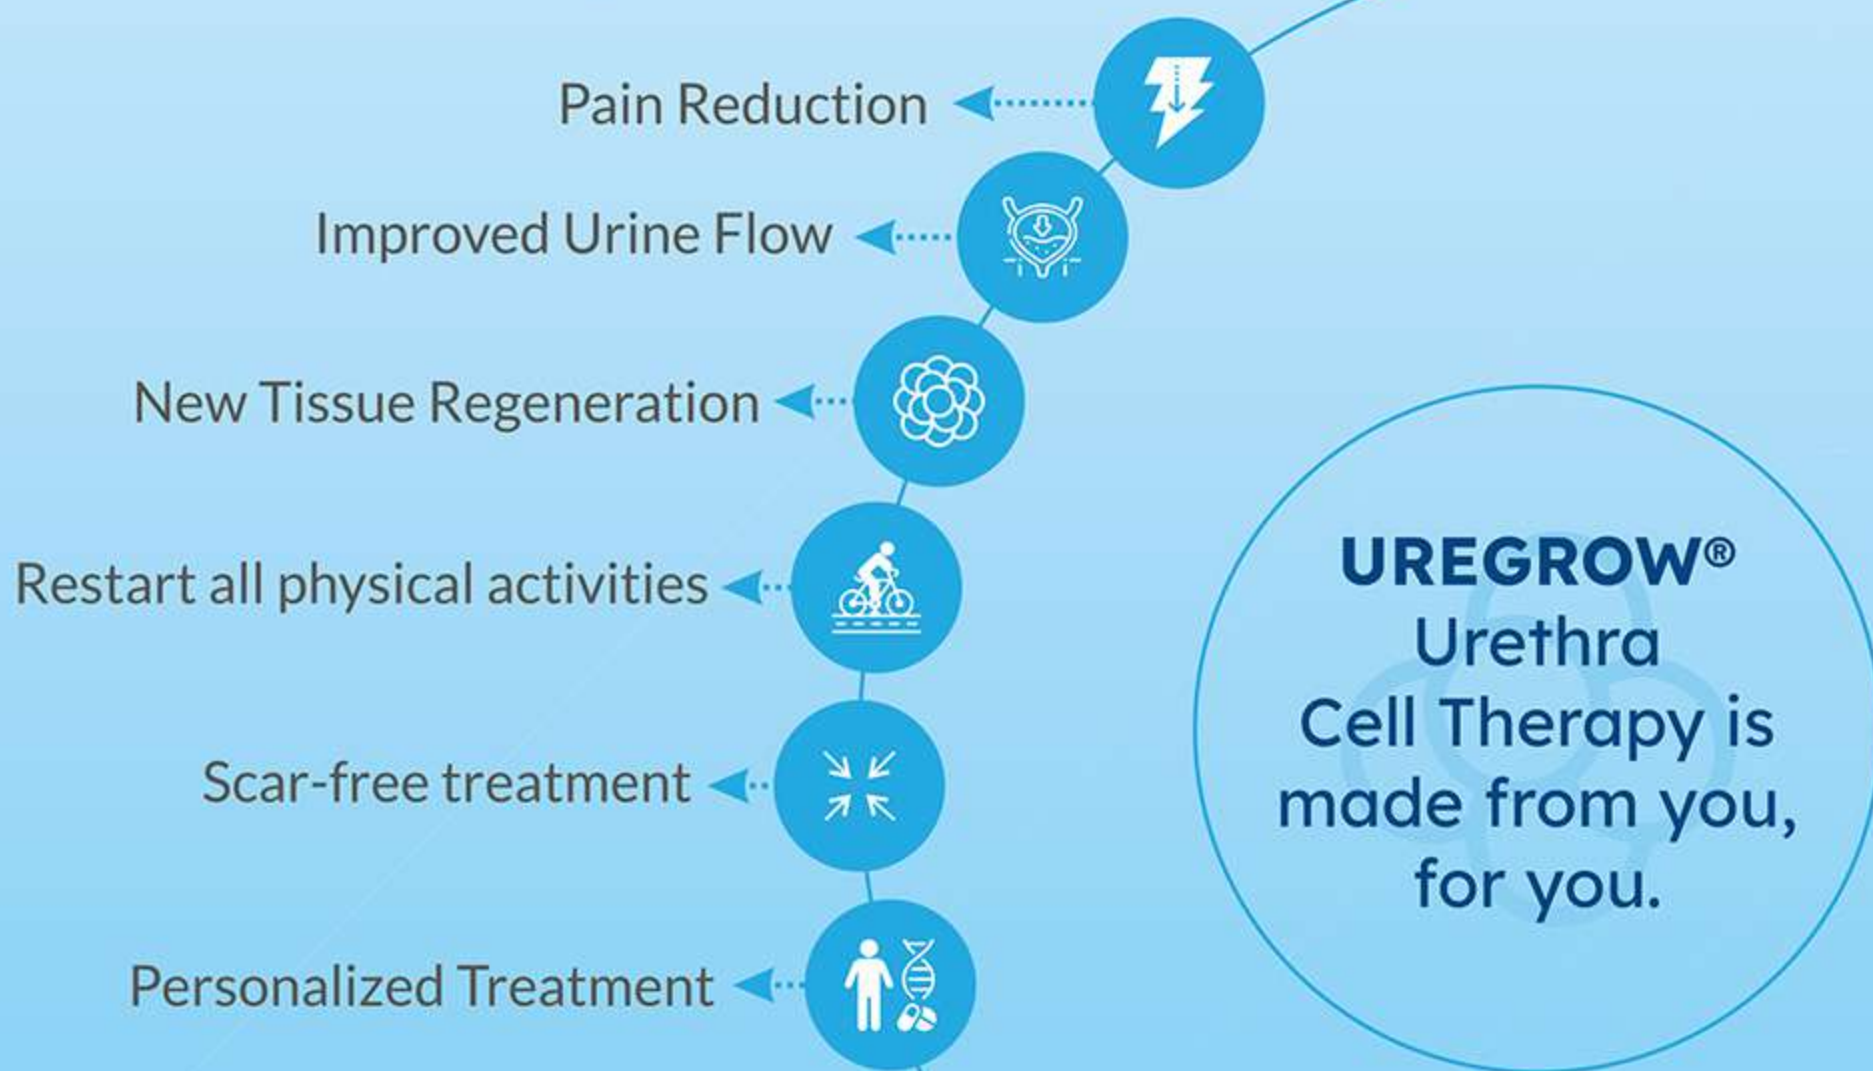 Pain Reduction
Improved Urine Flow
New Tissue Regeneration
Restart all physical activities
Scar-free treatment
Personalized Treatment
UREGROW®
Urethra
Cell Therapy is
made from you,
for you.